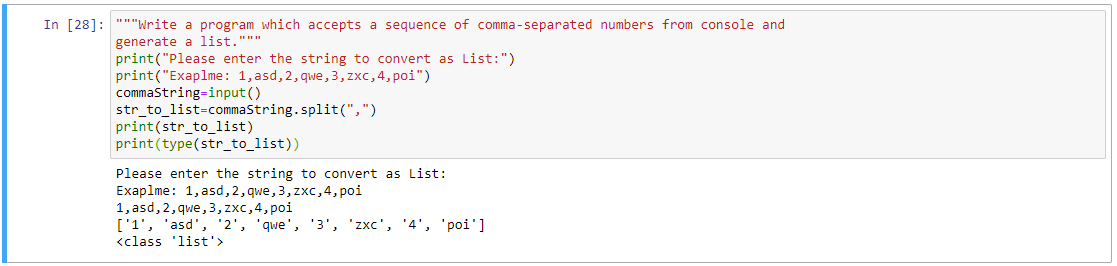 In [28]: """Write a program which accepts a sequence of comma-separated numbers from console and
generate a list."""
print("Please enter the string to convert as List:")
print("Exaplme: 1,asd,2,qwe,3,zxc,4,poi")
commaString=input()
str_to_list=commaString.split(",")
print(str_to_list)
print(type(str_to_list))
Please enter the string to convert as List:
Exaplme: 1,asd,2,qwe,3,zxc,4,poi
1,asd,2,qwe,3,zxc,4,poi
['1', 'asd', '2', 'qwe', '3', 'zxc', '4', 'poi']
<class 'list'>